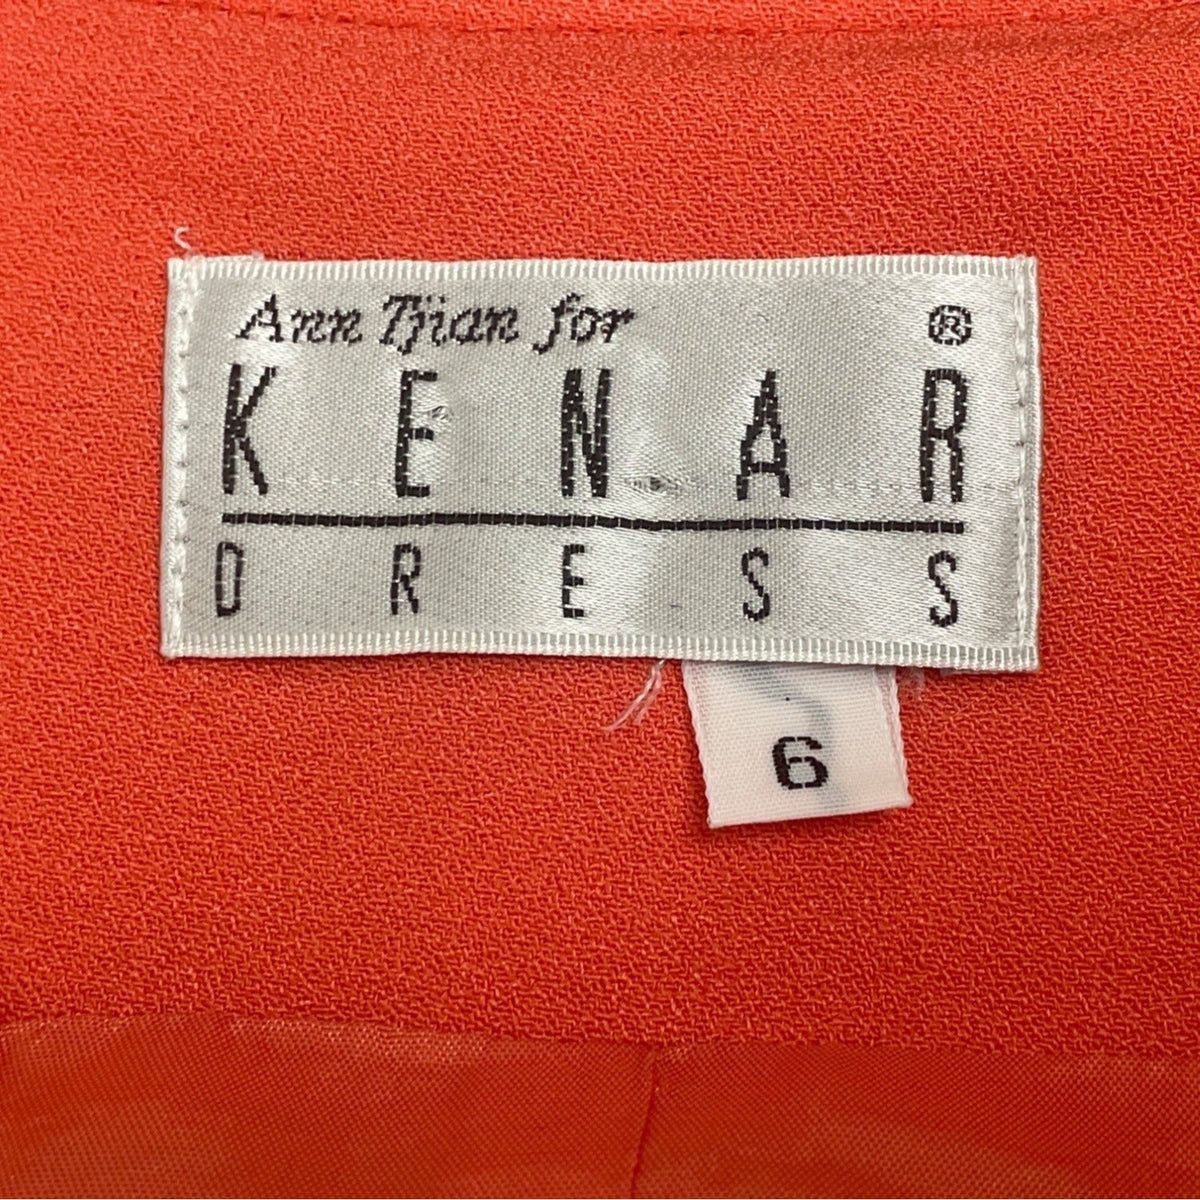 Ann Tjian for ®
KENAR
DRESS
6